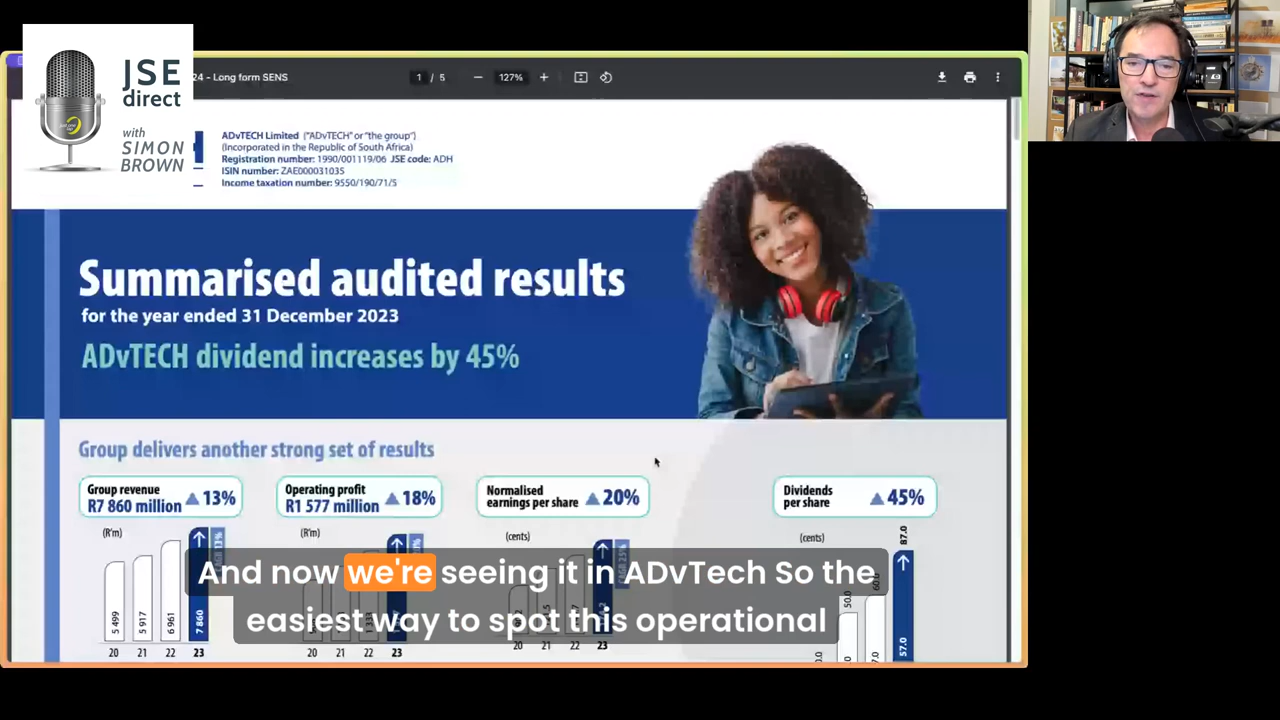 JSE
direct
with
SIMON
BROWN
24 - Long form SENS
1 / 5
127%
ADvTECH Limited ("ADvTECH" or "the group")
(Incorporated in the Republic of South Africa)
Registration number: 1990/001119/06 JSE code: ADH
ISIN number: ZAE000031035
Income taxation number: 9550/190/71/5
Summarised audited results
for the year ended 31 December 2023
ADvTECH dividend increases by 45%
Group delivers another strong set of results
Group revenue
R7 860 million 13%
Operating profit
R1 577 million 18%
Normalised
earnings per share 20%
Dividends
per share 45%
(R'm)
(R'm)
(cents)
(cents)
5 499
5 917
6 961
7 860
50.0
60
87.0
57.0
20 21 22 23
20 21 22 23
20 21 22 23
And now we're seeing it in ADvTech So the
easiest way to spot this operational